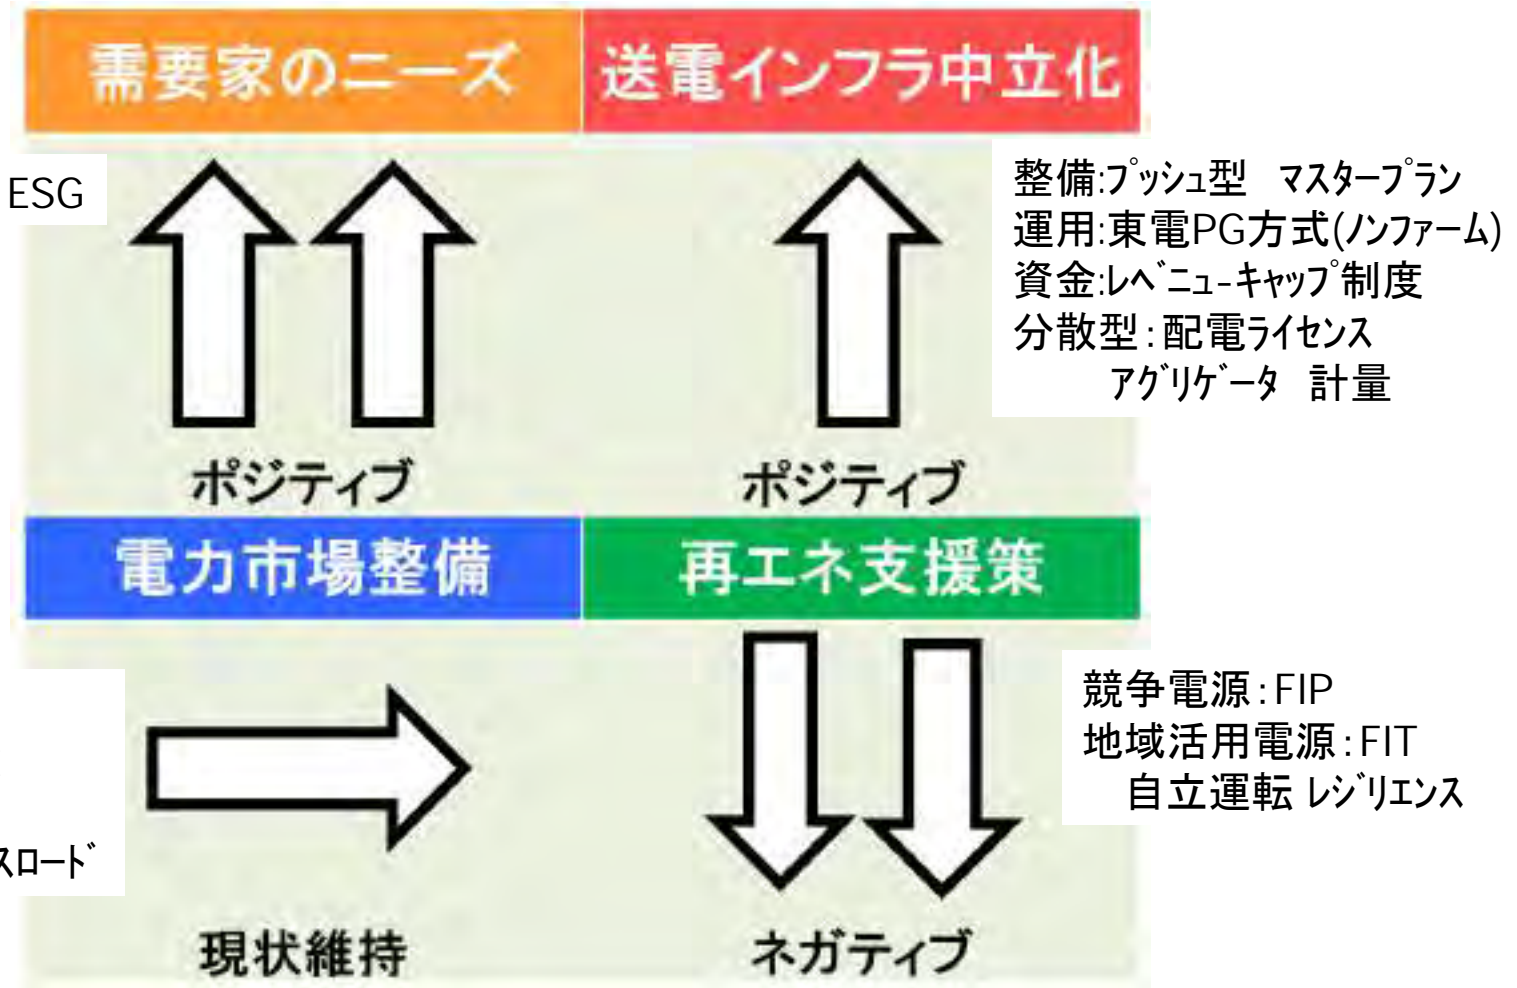 需要家のニーズ
送電インフラ中立化
ESG
ポジティブ
整備:プッシュ型 マスタープラン
運用:東電PG方式(ノンファーム)
資金:レベニュ-キャップ制度
分散型:配電ライセンス
アグリゲータ 計量
ポジティブ
電力市場整備
再エネ支援策
スロード
現状維持
競争電源:FIP
地域活用電源:FIT
自立運転 レジリエンス
ネガティブ